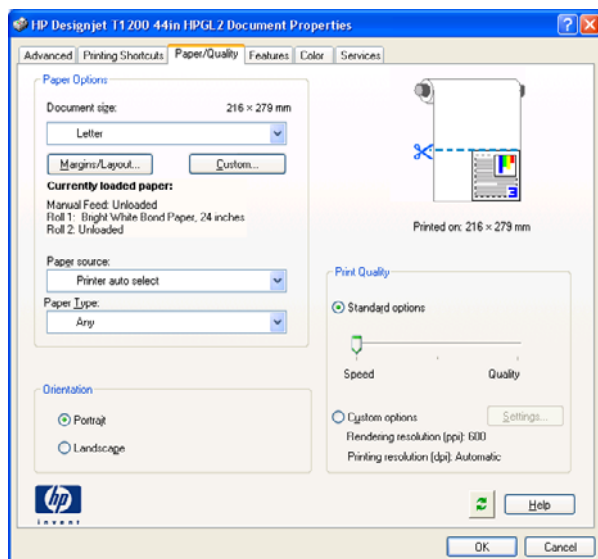 HP Designjet T1200 44in HPGL2 Document Properties
Advanced Printing Shortcuts Paper/Quality Features Color Services
Paper Options
Document size: 216 × 279 mm
Letter
Margins/Layout... Custom...
Currently loaded paper:
Manual Feed: Unloaded
Roll 1: Bright White Bond Paper, 24 inches
Roll 2: Unloaded
Paper source:
Printer auto select
Paper Type:
Any
Orientation
Portrait
Landscape
3
Printed on: 216 × 279 mm
Print Quality
Standard options
Speed Quality
Custom options Settings...
Rendering resolution (ppi): 600
Printing resolution (dpi): Automatic
hp
invent
Help
OK Cancel